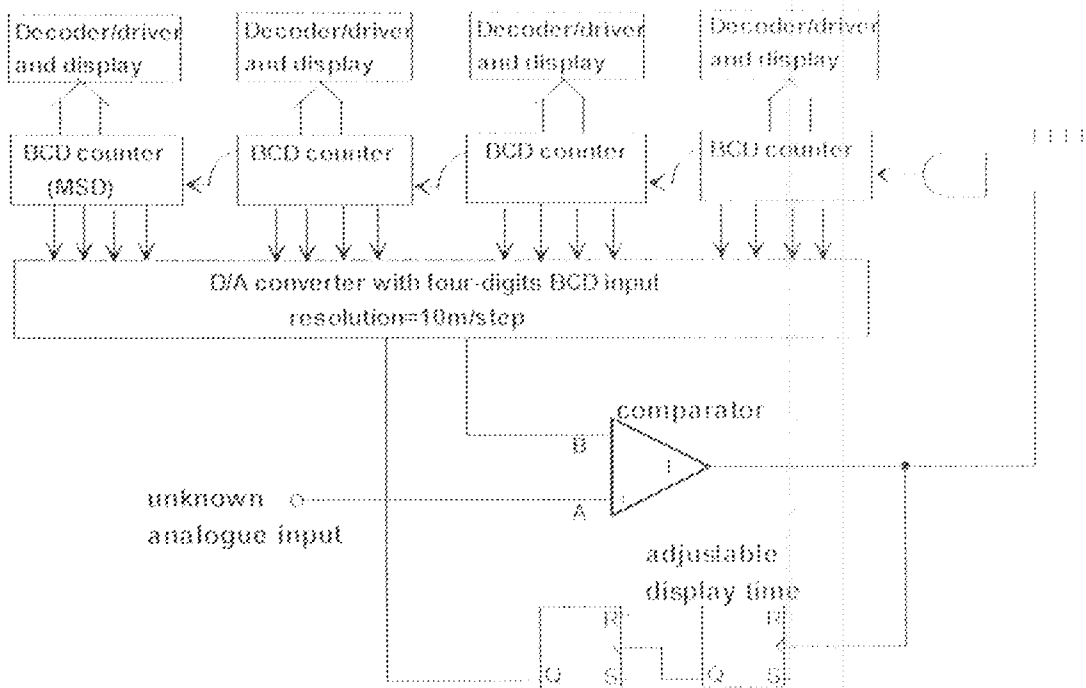 Decoder/driver
and display
Decoder/driver
and display
Decoder/driver
and display
Decoder/driver
and display
BCD counter
(MSD)
BCD counter
BCD counter
BCD counter
D/A converter with four-digits BCD input
resolution=10m/step
comparator
B
A
unknown
analogue input
adjustable
display time
R
S
Q
R
S
Q